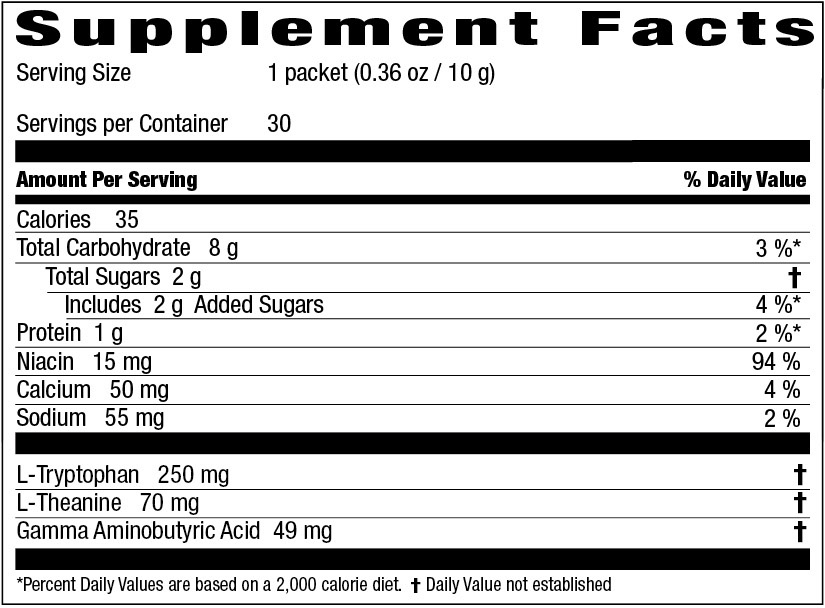 Supplement Facts
Serving Size 1 packet (0.36 oz / 10 g)
Servings per Container 30
Amount Per Serving % Daily Value
Calories 35
Total Carbohydrate 8 g 3 %*
Total Sugars 2 g †
Includes 2 g Added Sugars 4 %*
Protein 1 g 2 %*
Niacin 15 mg 94 %
Calcium 50 mg 4 %
Sodium 55 mg 2 %
L-Tryptophan 250 mg †
L-Theanine 70 mg †
Gamma Aminobutyric Acid 49 mg †
*Percent Daily Values are based on a 2,000 calorie diet. † Daily Value not established